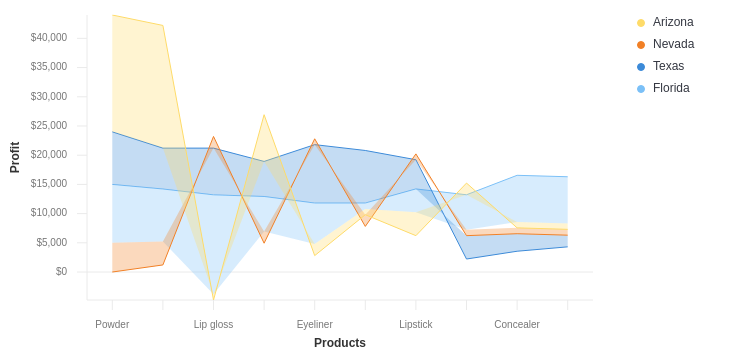 Arizona
Nevada
Texas
Florida
Profit
$40,000
$35,000
$30,000
$25,000
$20,000
$15,000
$10,000
$5,000
$0
Powder Lip gloss Eyeliner Lipstick Concealer
Products